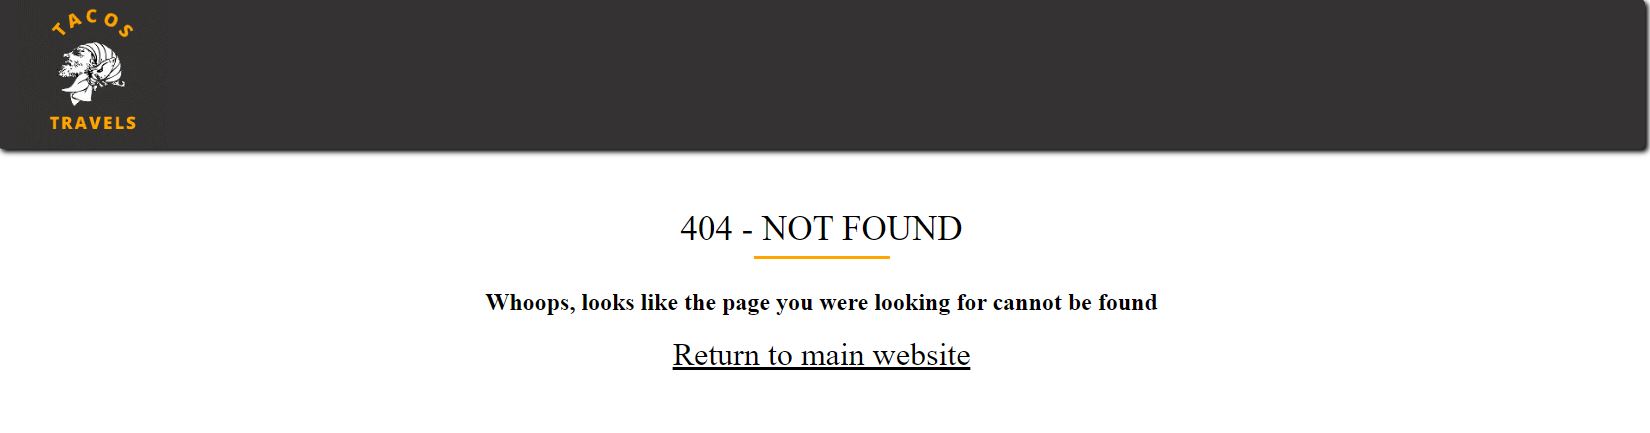 TACOS
TRAVELS
404 - NOT FOUND
Whoops, looks like the page you were looking for cannot be found
Return to main website